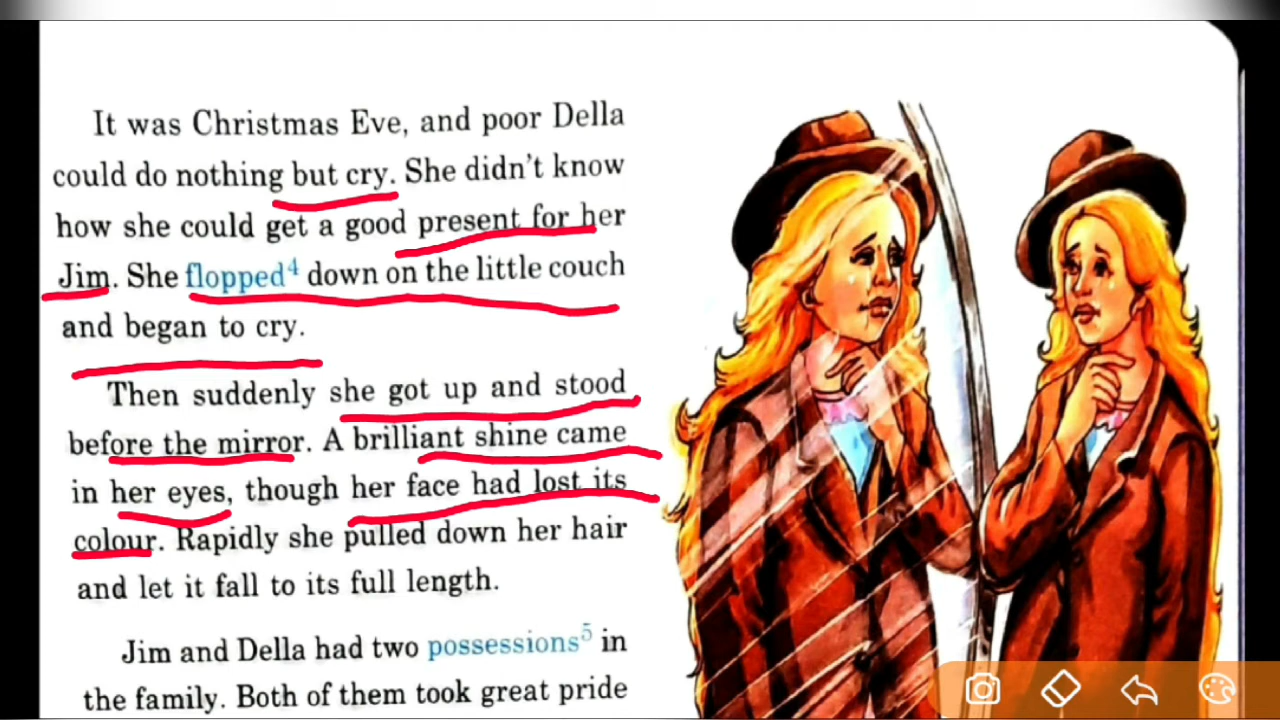 It was Christmas Eve, and poor Della
could do nothing but cry. She didn't know
how she could get a good present for her
Jim. She flopped⁴ down on the little couch
and began to cry.
Then suddenly she got up and stood
before the mirror. A brilliant shine came
in her eyes, though her face had lost its
colour. Rapidly she pulled down her hair
and let it fall to its full length.
Jim and Della had two possessions⁵ in
the family. Both of them took great pride